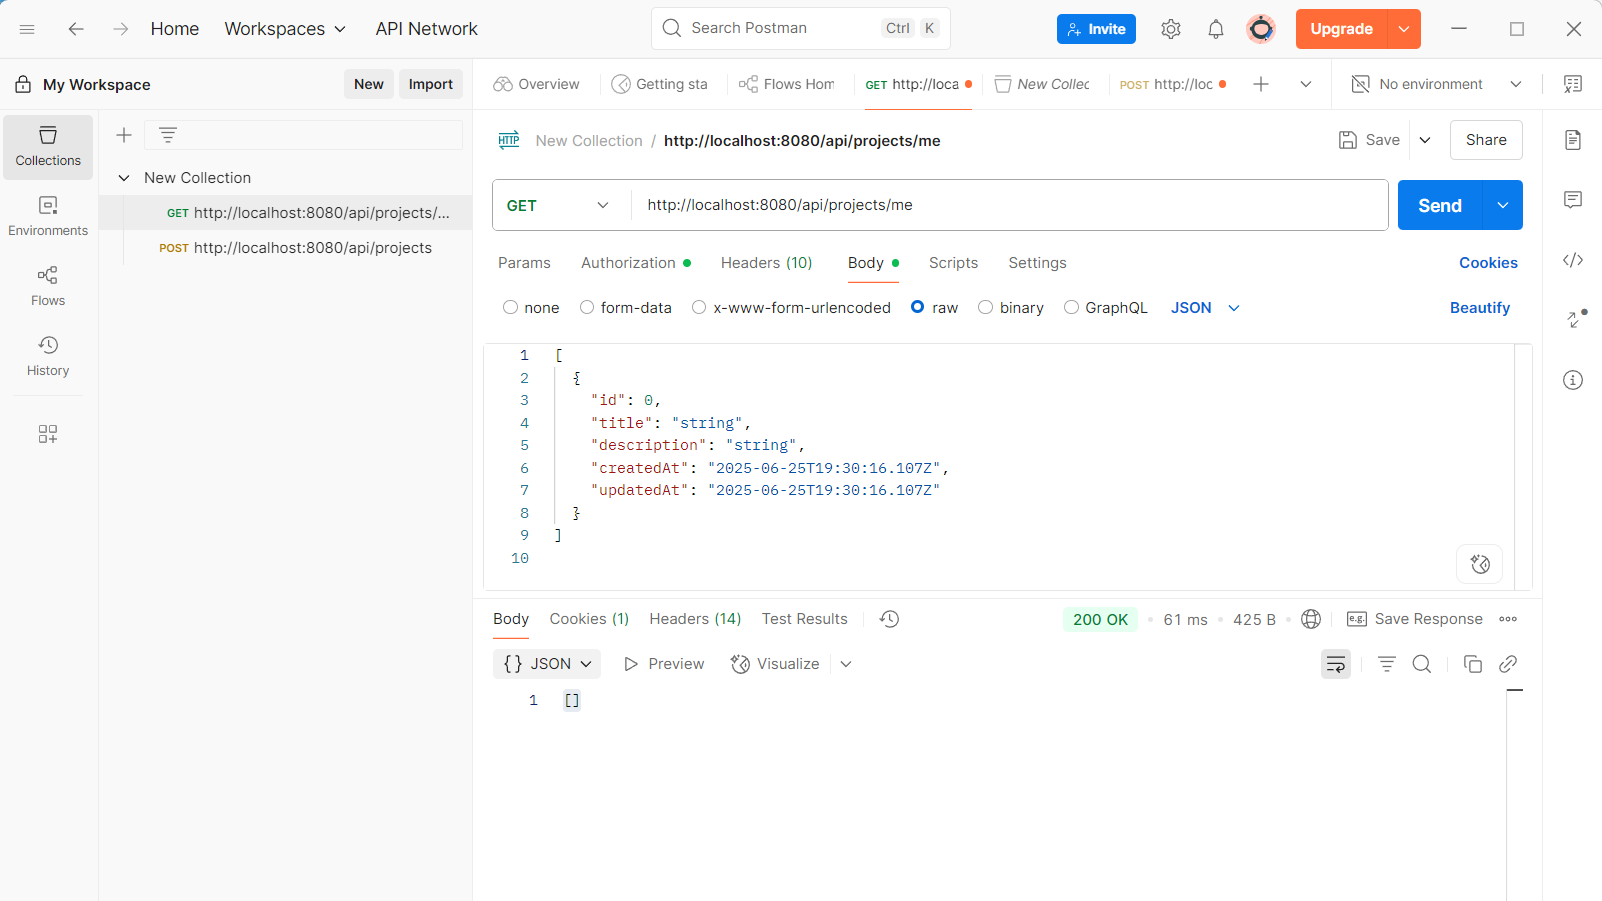 Home Workspaces API Network Search Postman Ctrl K Invite Upgrade
My Workspace New Import Overview Getting sta Flows Hom GET http://loca New Collec POST http://loc No environment
Collections
Environments
Flows
History
New Collection
GET http://localhost:8080/api/projects/...
POST http://localhost:8080/api/projects
HTTP New Collection / http://localhost:8080/api/projects/me Save Share
GET http://localhost:8080/api/projects/me Send
Params Authorization Headers (10) Body Scripts Settings Cookies
none form-data x-www-form-urlencoded raw binary GraphQL JSON Beautify
1 [
2 {
3 "id": 0,
4 "title": "string",
5 "description": "string",
6 "createdAt": "2025-06-25T19:30:16.107Z",
7 "updatedAt": "2025-06-25T19:30:16.107Z"
8 }
9 ]
10
Body Cookies (1) Headers (14) Test Results 200 OK • 61 ms • 425 B • e.g. Save Response
{} JSON Preview Visualize
1 []